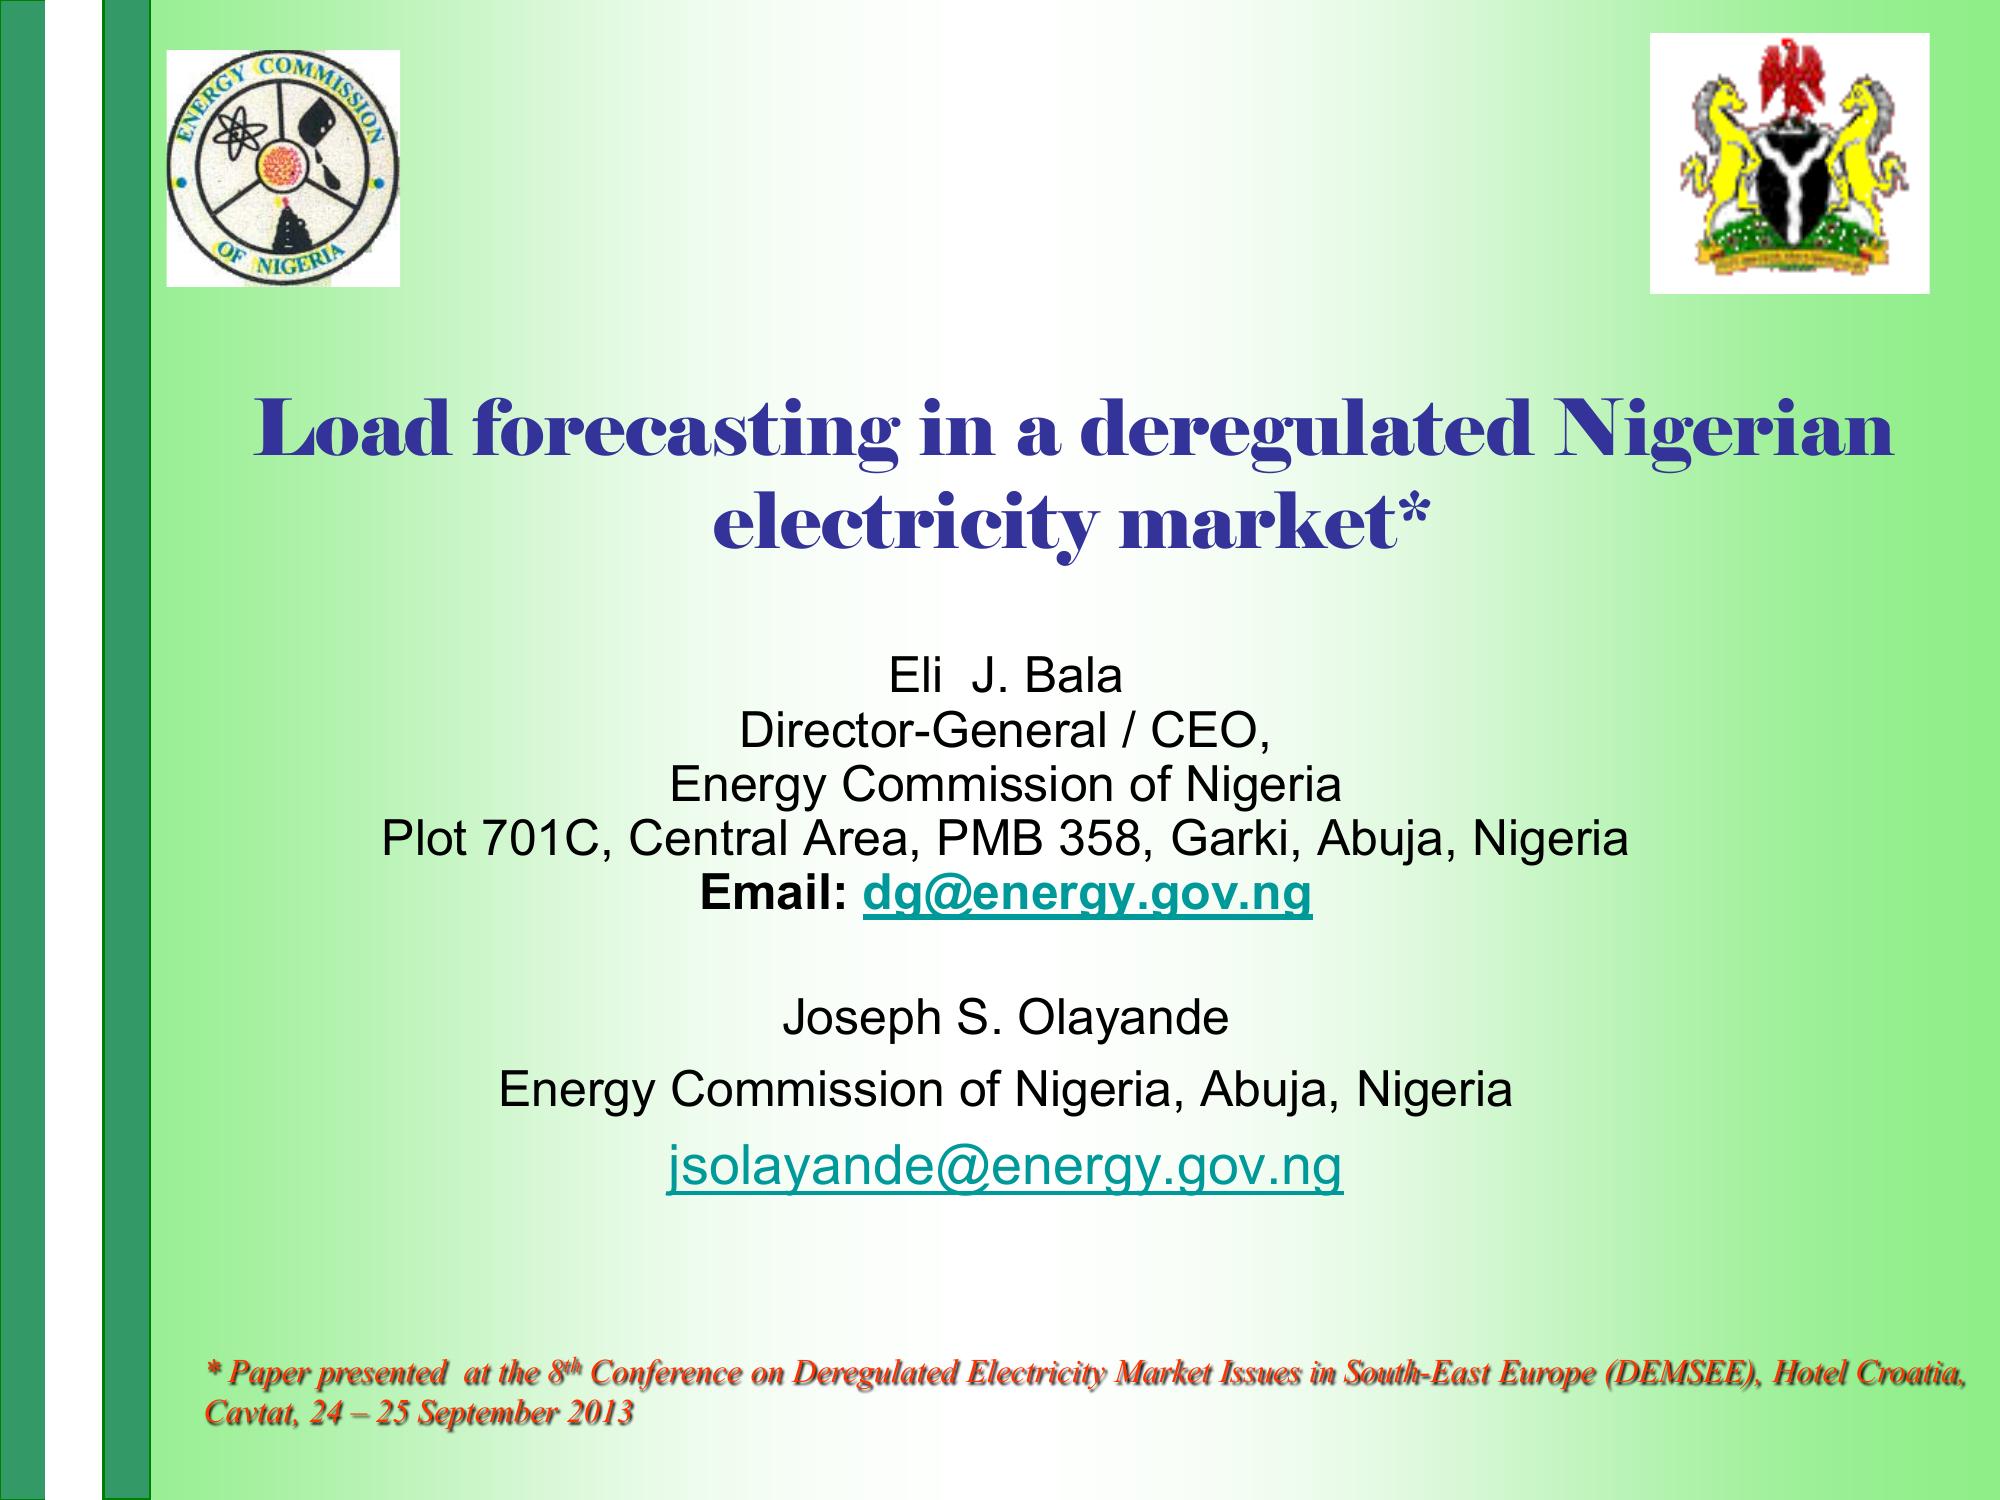 ENERGY COMMISSION
OF NIGERIA
Load forecasting in a deregulated Nigerian
electricity market*
Eli J. Bala
Director-General / CEO,
Energy Commission of Nigeria
Plot 701C, Central Area, PMB 358, Garki, Abuja, Nigeria
Email: dg@energy.gov.ng
Joseph S. Olayande
Energy Commission of Nigeria, Abuja, Nigeria
jsolayande@energy.gov.ng
* Paper presented at the 8th Conference on Deregulated Electricity Market Issues in South-East Europe (DEMSEE), Hotel Croatia,
Cavtat, 24 – 25 September 2013